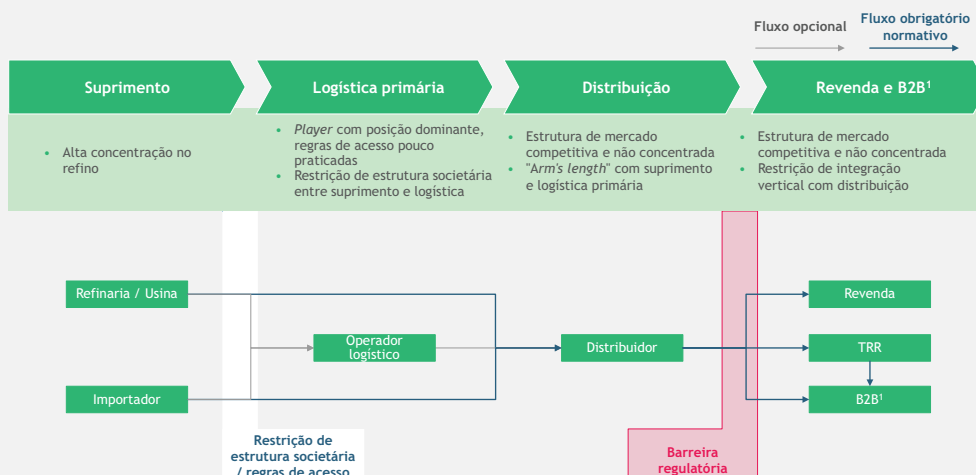 Fluxo opcional
Fluxo obrigatório
normativo
Suprimento
Logística primária
Distribuição
Revenda e B2B¹
• Alta concentração no
refino
• Player com posição dominante,
regras de acesso pouco
praticadas
• Restrição de estrutura societária
entre suprimento e logística
• Estrutura de mercado
competitiva e não concentrada
• "Arm's length" com suprimento
e logística primária
• Estrutura de mercado
competitiva e não concentrada
• Restrição de integração
vertical com distribuição
Refinaria / Usina
Revenda
Operador
logístico
Distribuidor
TRR
Importador
B2B¹
Restrição de
estrutura societária
/ regras de acesso
Barreira
regulatória